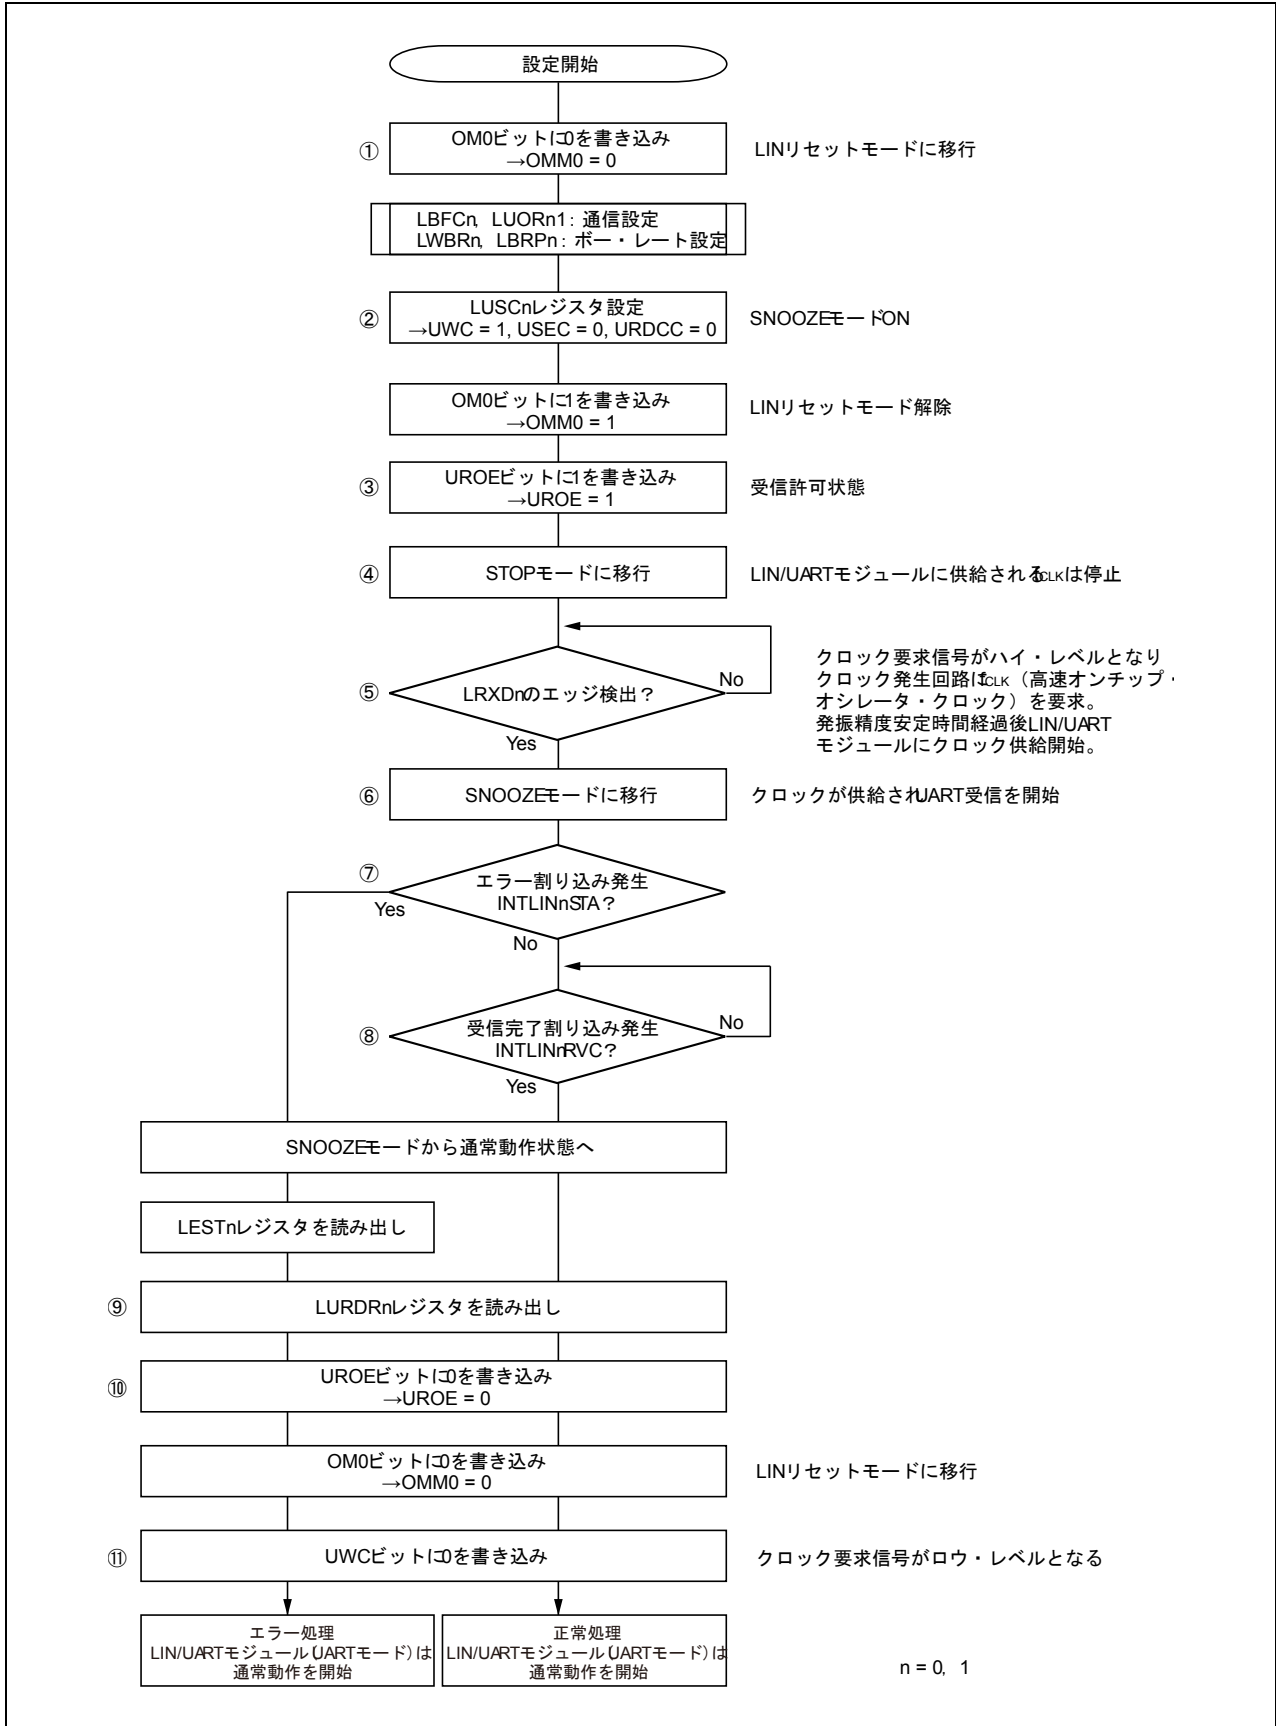 設定開始
①
OM0ビットに0を書き込み
→OMM0 = 0
LINリセットモードに移行
LBFCn, LUORn1: 通信設定
LWBRn, LBRPn: ボー・レート設定
②
LUSCnレジスタ設定
→UWC = 1, USEC = 0, URDCC = 0
SNOOZEモードON
OM0ビットに1を書き込み
→OMM0 = 1
LINリセットモード解除
③
UROEビットに1を書き込み
→UROE = 1
受信許可状態
④
STOPモードに移行
LIN/UARTモジュールに供給されるfCLKは停止
⑤
LRXDnのエッジ検出？
No
Yes
クロック要求信号がハイ・レベルとなり
クロック発生回路はfCLK（高速オンチップ・
オシレータ・クロック）を要求。
発振精度安定時間経過後LIN/UART
モジュールにクロック供給開始。
⑥
SNOOZEモードに移行
クロックが供給されUART受信を開始
⑦
エラー割り込み発生
INTLINnSTA？
Yes
No
⑧
受信完了割り込み発生
INTLINnRVC？
No
Yes
SNOOZEモードから通常動作状態へ
LESTnレジスタを読み出し
⑨
LURDRnレジスタを読み出し
⑩
UROEビットに0を書き込み
→UROE = 0
OM0ビットに0を書き込み
→OMM0 = 0
LINリセットモードに移行
⑪
UWCビットに0を書き込み
クロック要求信号がロウ・レベルとなる
エラー処理
LIN/UARTモジュール(UARTモード)は
通常動作を開始
正常処理
LIN/UARTモジュール(UARTモード)は
通常動作を開始
n = 0, 1